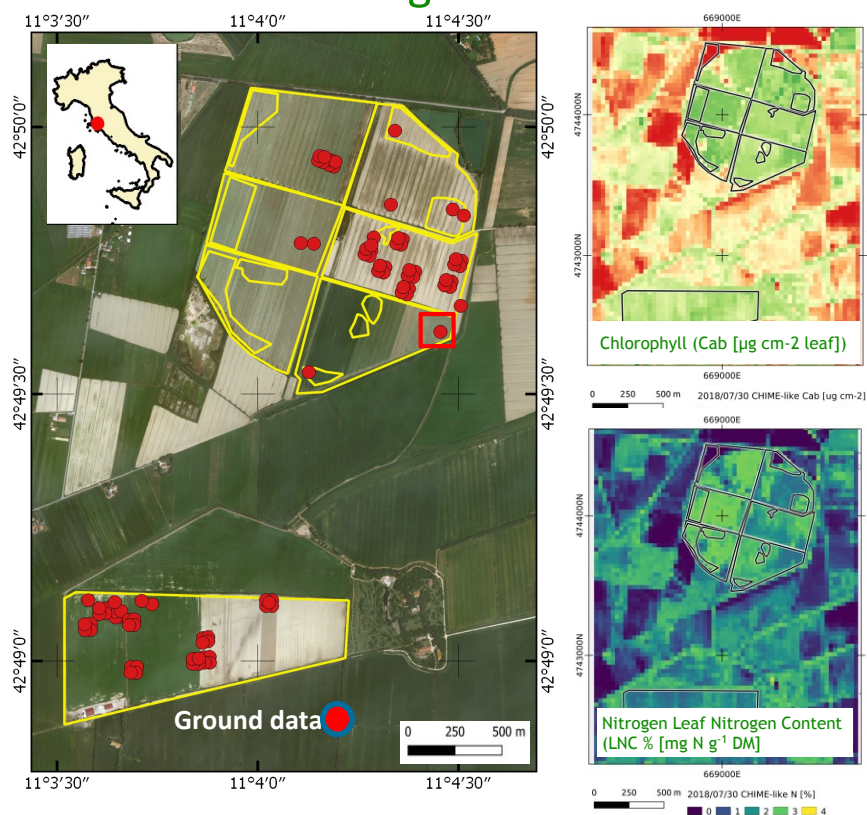 11°3′30″ 11°4′0″ 11°4′30″
42°50′0″
42°50′0″
42°49′30″
42°49′30″
42°49′0″
42°49′0″
Ground data
0 250 500 m
11°3′30″ 11°4′0″ 11°4′30″
669000E
4744000N
4743000N
Chlorophyll (Cab [µg cm-2 leaf])
669000E
0 250 500 m 2018/07/30 CHIME-like Cab [ug cm-2]
669000E
4744000N
4743000N
Nitrogen Leaf Nitrogen Content
(LNC % [mg N g-1 DM]
669000E
0 250 500 m 2018/07/30 CHIME-like N [%]
0 1 2 3 4